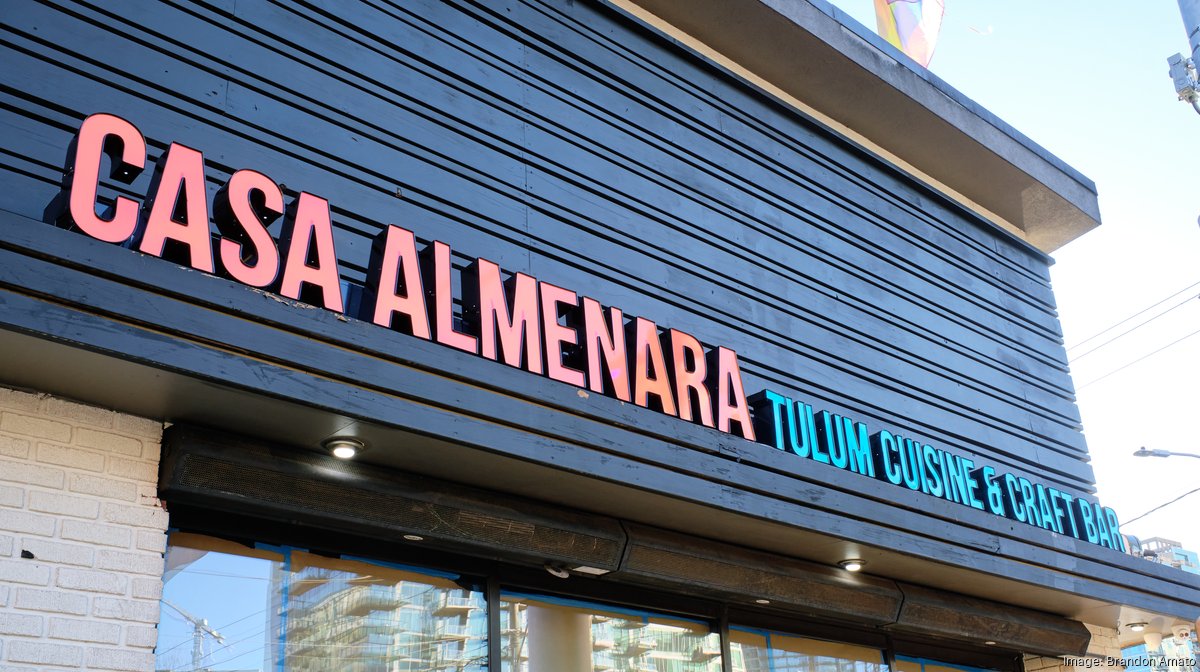 CASA ALMENARA TULUM CUISINE & CRAFT BAR
Image: Brandon Amato